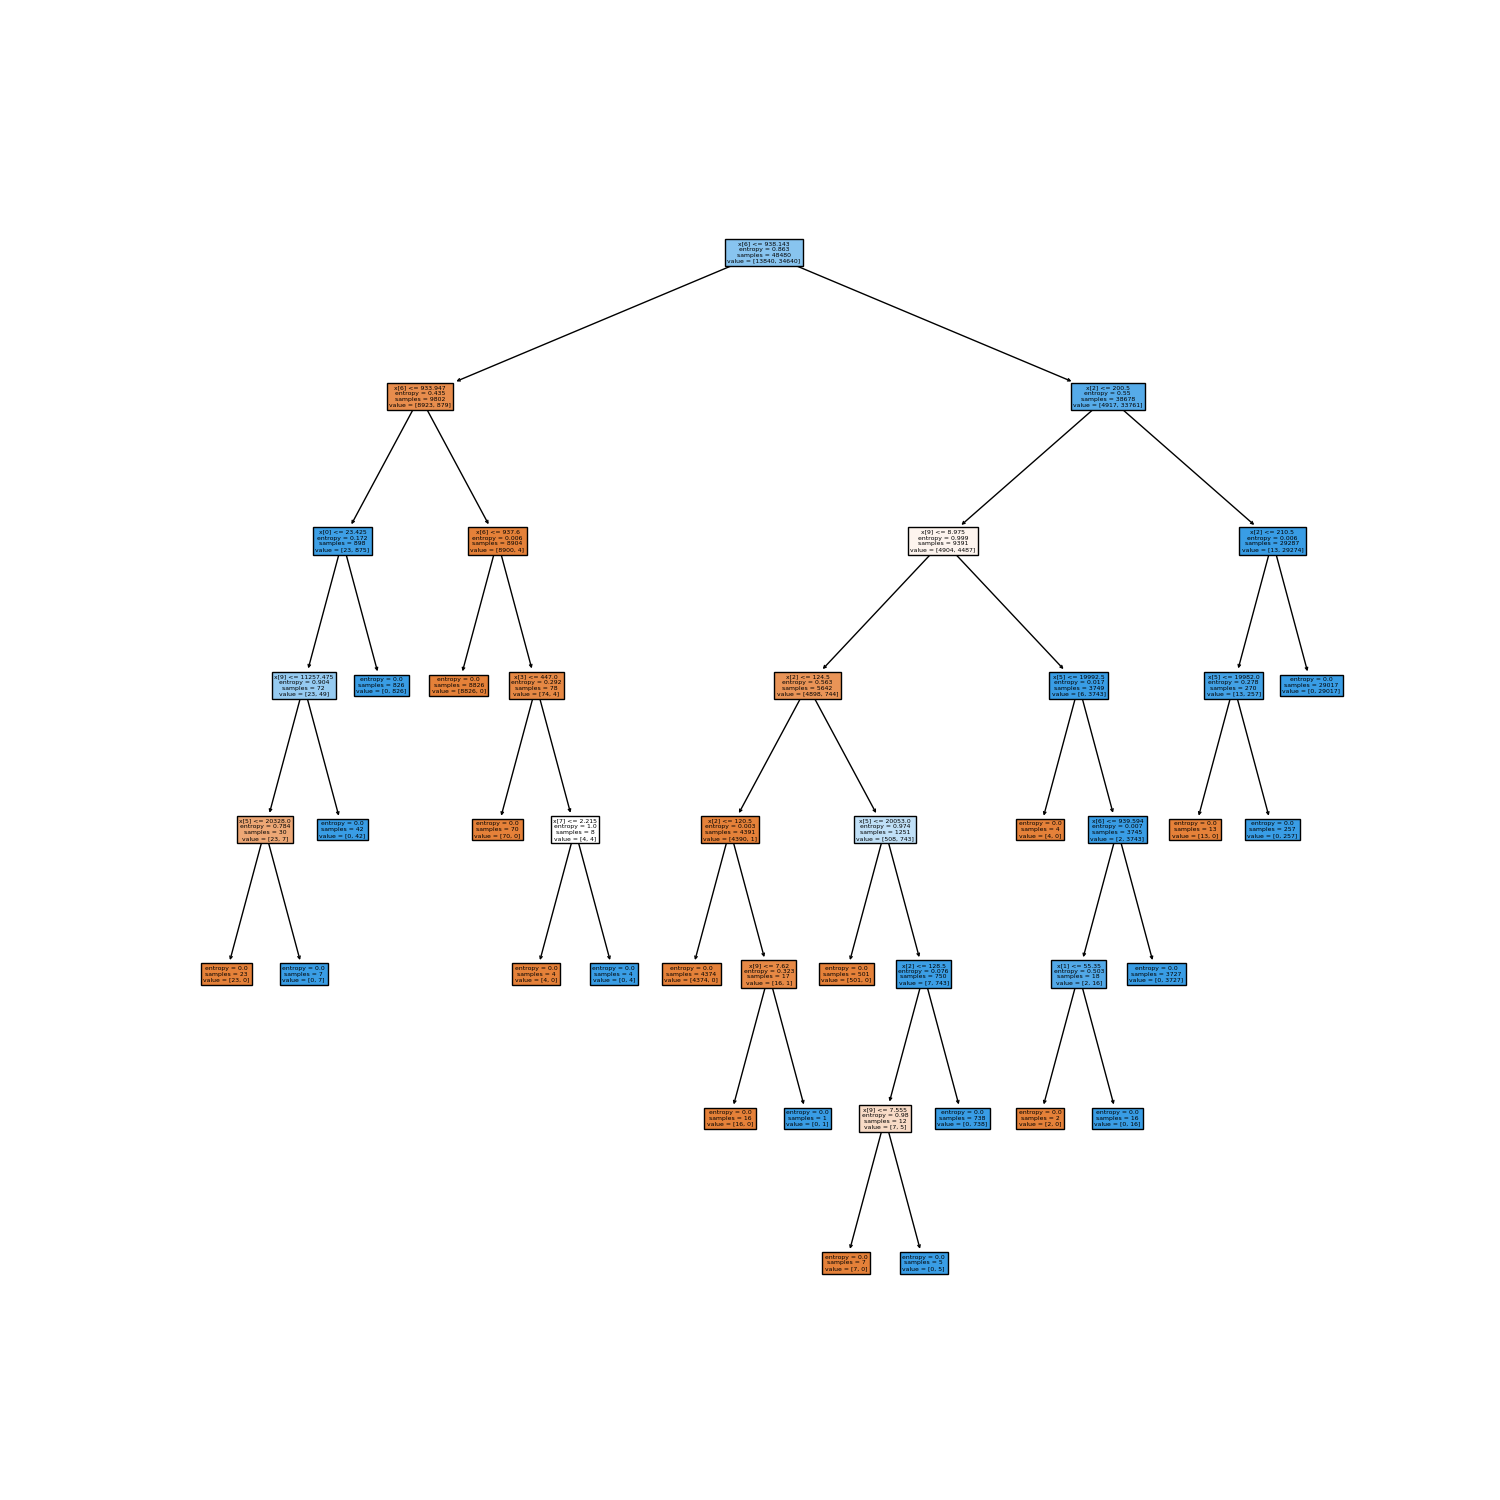 x[6] <= 938.143
entropy = 0.863
samples = 48480
value = [13840, 34640]
x[6] <= 933.947
entropy = 0.435
samples = 9802
value = [8923, 879]
x[2] <= 200.5
entropy = 0.55
samples = 38678
value = [4917, 33761]
x[0] <= 23.425
entropy = 0.172
samples = 898
value = [23, 875]
x[6] <= 937.6
entropy = 0.006
samples = 8904
value = [8900, 4]
x[9] <= 8.975
entropy = 0.999
samples = 9391
value = [4904, 4487]
x[2] <= 210.5
entropy = 0.006
samples = 29287
value = [13, 29274]
x[9] <= 11257.475
entropy = 0.904
samples = 72
value = [23, 49]
entropy = 0.0
samples = 826
value = [0, 826]
entropy = 0.0
samples = 8826
value = [8826, 0]
x[3] <= 447.0
entropy = 0.292
samples = 78
value = [74, 4]
x[2] <= 124.5
entropy = 0.563
samples = 5642
value = [4898, 744]
x[5] <= 19992.5
entropy = 0.017
samples = 3749
value = [6, 3743]
x[5] <= 19982.0
entropy = 0.278
samples = 270
value = [13, 257]
entropy = 0.0
samples = 29017
value = [0, 29017]
x[5] <= 20328.0
entropy = 0.784
samples = 30
value = [23, 7]
entropy = 0.0
samples = 42
value = [0, 42]
entropy = 0.0
samples = 70
value = [70, 0]
x[7] <= 2.215
entropy = 1.0
samples = 8
value = [4, 4]
x[2] <= 120.5
entropy = 0.003
samples = 4391
value = [4390, 1]
x[5] <= 20053.0
entropy = 0.974
samples = 1251
value = [508, 743]
entropy = 0.0
samples = 4
value = [4, 0]
x[6] <= 939.594
entropy = 0.007
samples = 3745
value = [2, 3743]
entropy = 0.0
samples = 13
value = [13, 0]
entropy = 0.0
samples = 257
value = [0, 257]
entropy = 0.0
samples = 23
value = [23, 0]
entropy = 0.0
samples = 7
value = [0, 7]
entropy = 0.0
samples = 4
value = [4, 0]
entropy = 0.0
samples = 4
value = [0, 4]
entropy = 0.0
samples = 4374
value = [4374, 0]
x[9] <= 7.62
entropy = 0.323
samples = 17
value = [16, 1]
entropy = 0.0
samples = 501
value = [501, 0]
x[2] <= 128.5
entropy = 0.076
samples = 750
value = [7, 743]
x[1] <= 55.35
entropy = 0.503
samples = 18
value = [2, 16]
entropy = 0.0
samples = 3727
value = [0, 3727]
entropy = 0.0
samples = 16
value = [16, 0]
entropy = 0.0
samples = 1
value = [0, 1]
x[9] <= 7.555
entropy = 0.98
samples = 12
value = [7, 5]
entropy = 0.0
samples = 738
value = [0, 738]
entropy = 0.0
samples = 2
value = [2, 0]
entropy = 0.0
samples = 16
value = [0, 16]
entropy = 0.0
samples = 7
value = [7, 0]
entropy = 0.0
samples = 5
value = [0, 5]